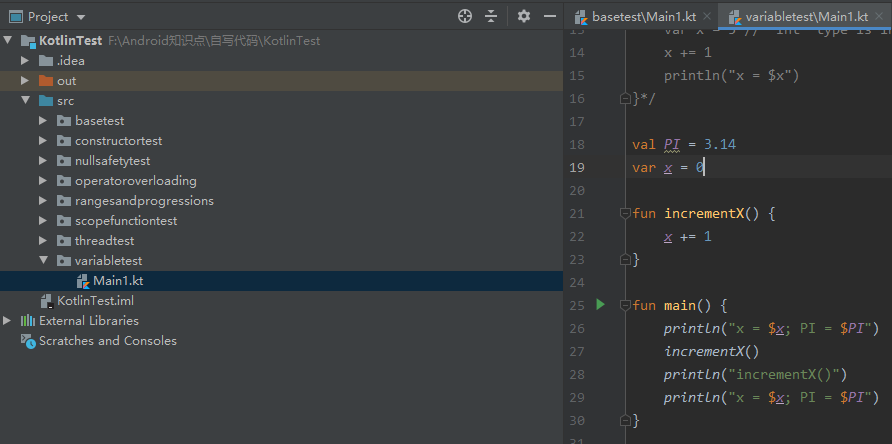 Project
KotlinTest F:\Android知识点\自写代码\KotlinTest
.idea
out
src
basetest
constructortest
nullsafetytest
operatoroverloading
rangesandprogressions
scopefunctiontest
threadtest
variabletest
Main1.kt
KotlinTest.iml
External Libraries
Scratches and Consoles
basetest\Main1.kt
variabletest\Main1.kt
14 x += 1
15 println("x = $x")
16 }*/
17
18 val PI = 3.14
19 var x = 0
20
21 fun incrementX() {
22 x += 1
23 }
24
25 fun main() {
26 println("x = $x; PI = $PI")
27 incrementX()
28 println("incrementX()")
29 println("x = $x; PI = $PI")
30 }